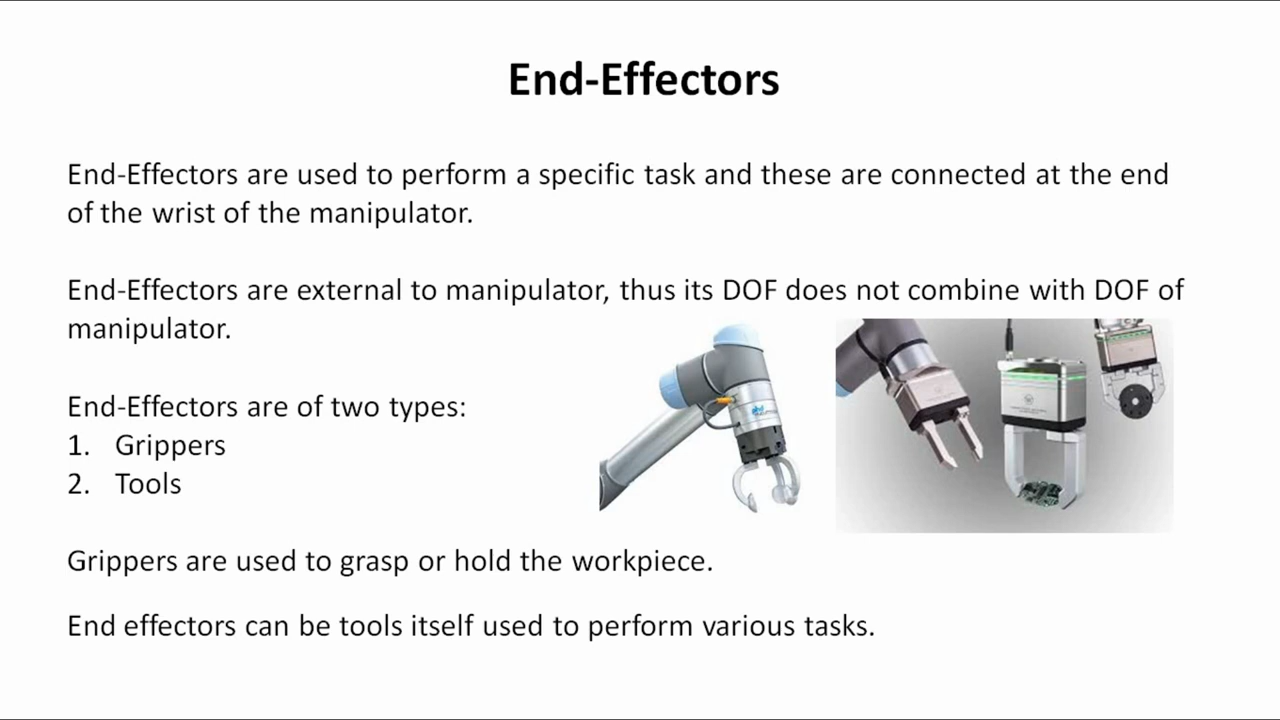 End-Effectors
End-Effectors are used to perform a specific task and these are connected at the end
of the wrist of the manipulator.
End-Effectors are external to manipulator, thus its DOF does not combine with DOF of
manipulator.
End-Effectors are of two types:
1. Grippers
2. Tools
Grippers are used to grasp or hold the workpiece.
End effectors can be tools itself used to perform various tasks.